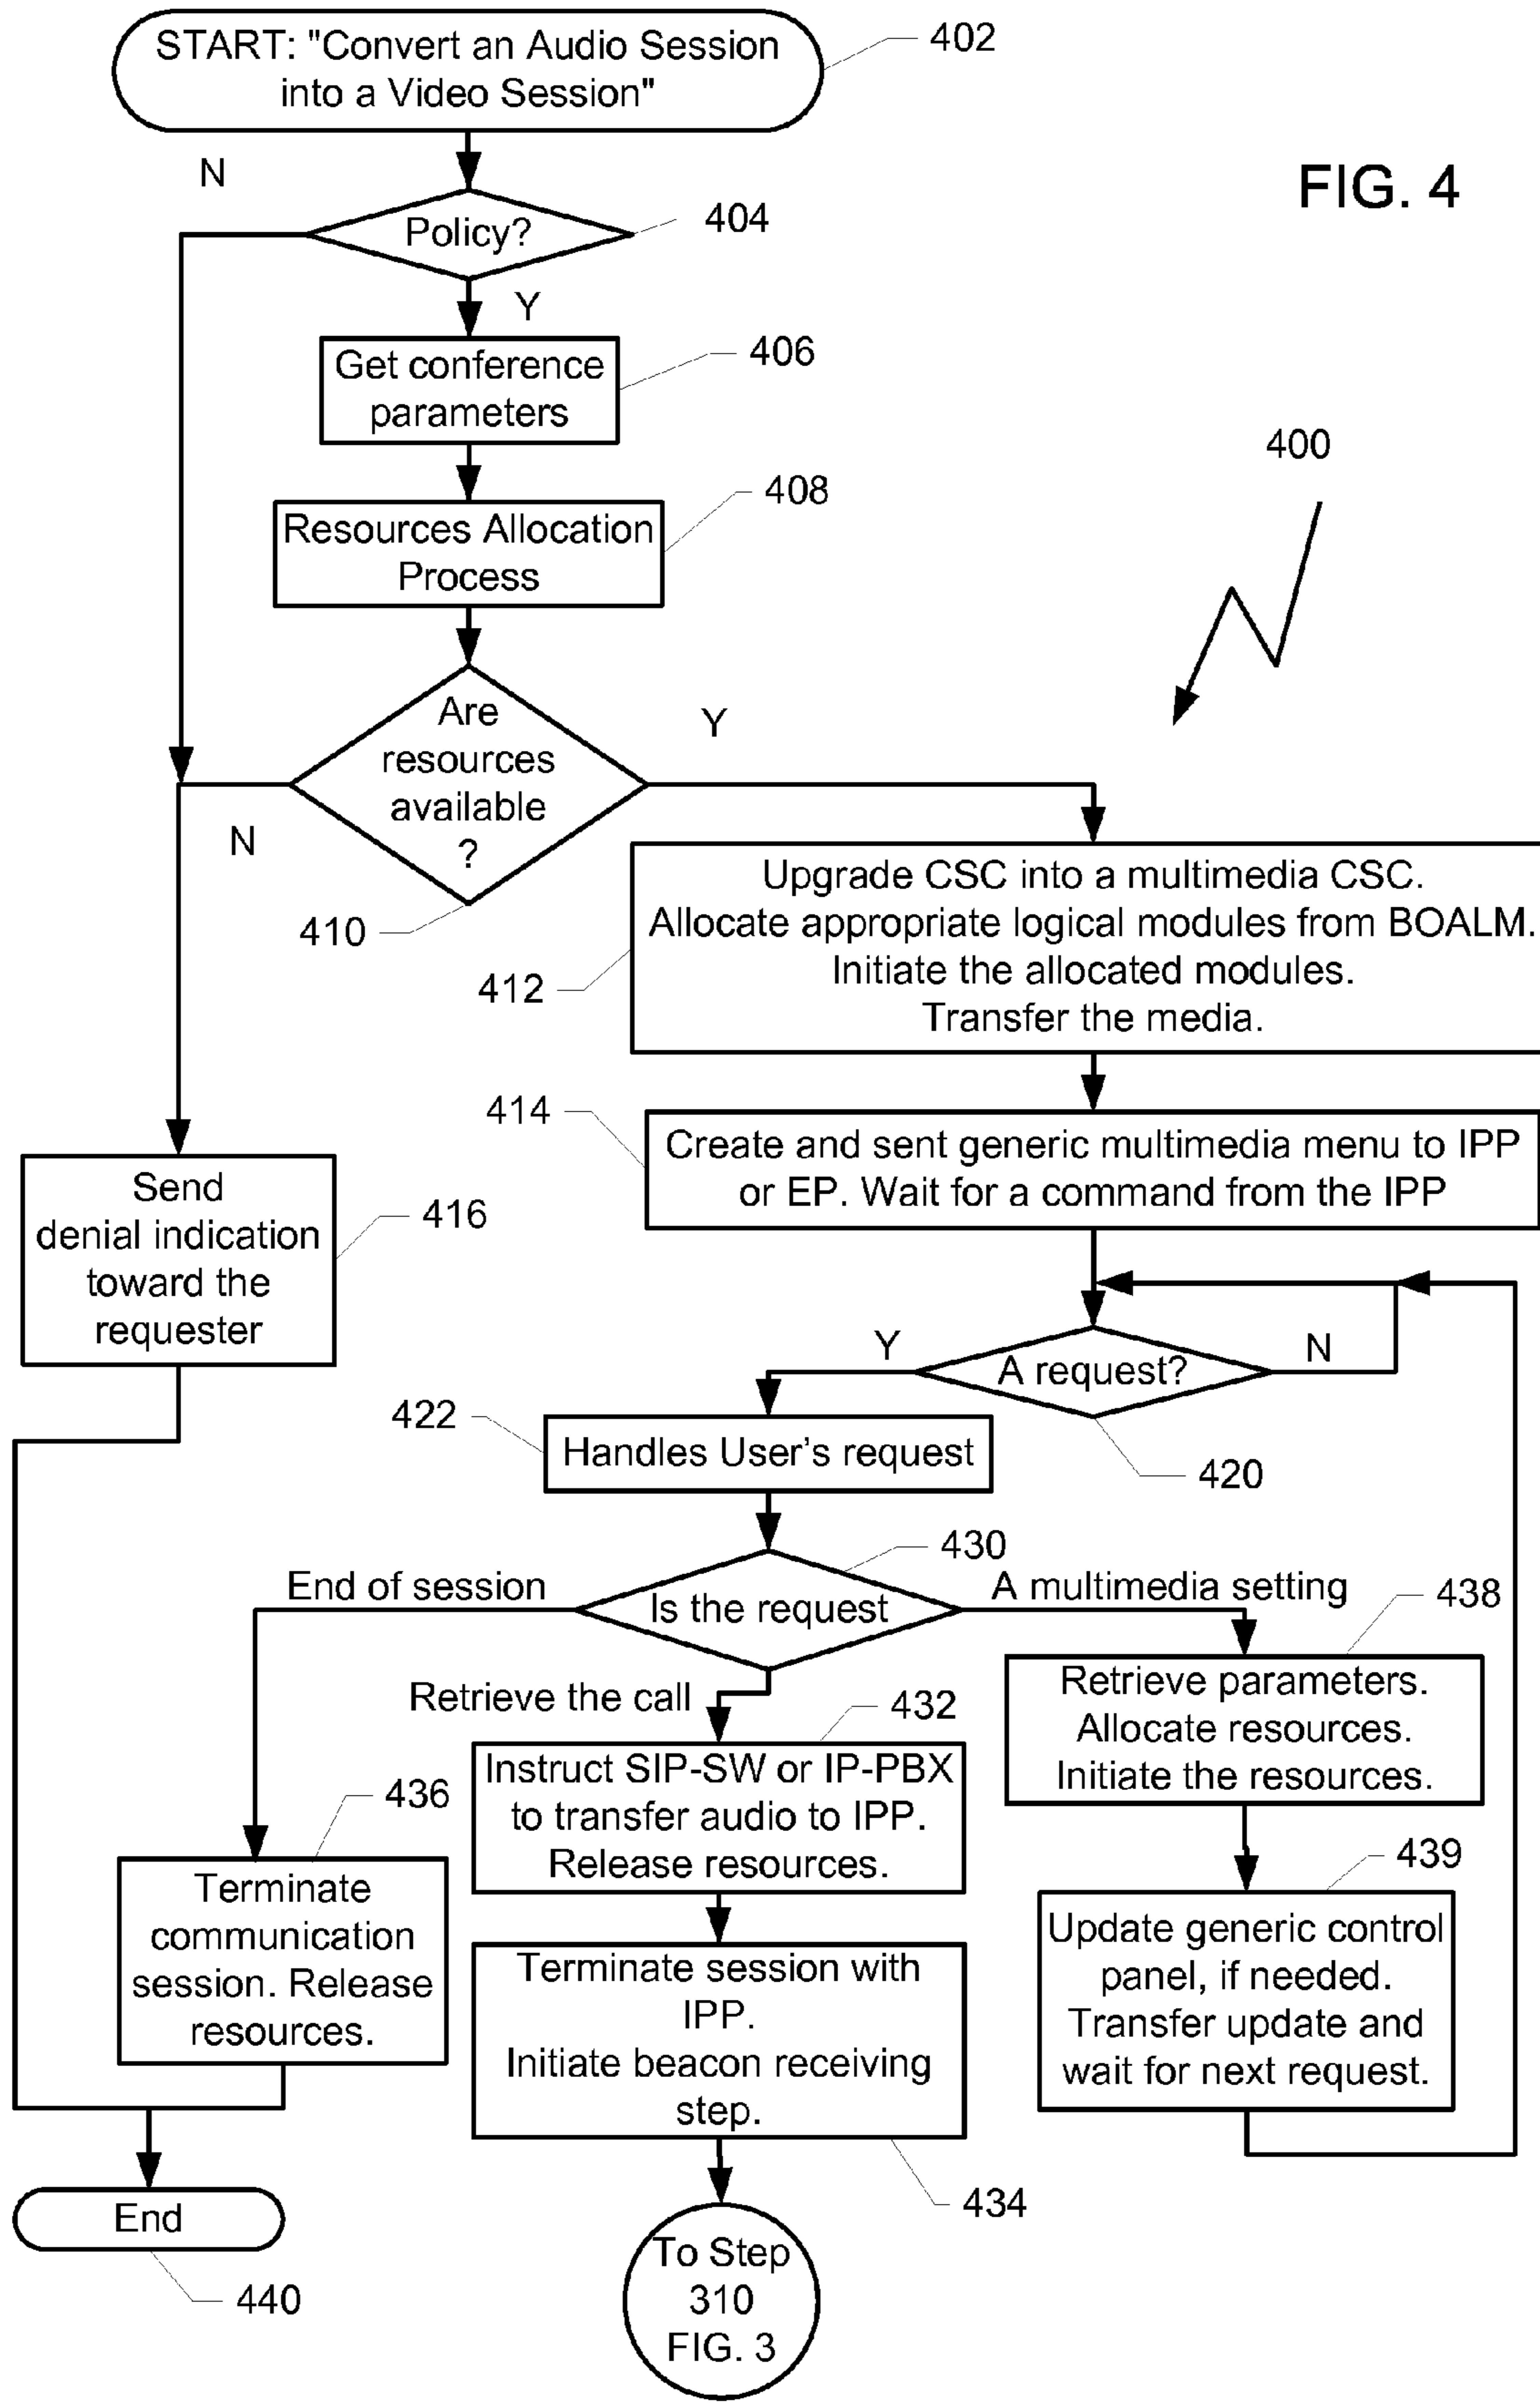 START: "Convert an Audio Session
into a Video Session"
402
N
FIG. 4
Policy?
404
Y
Get conference
parameters
406
400
Resources Allocation
Process
408
Are
resources
available
?
Y
N
410
Upgrade CSC into a multimedia CSC.
Allocate appropriate logical modules from BOALM.
Initiate the allocated modules.
Transfer the media.
412
414
Create and sent generic multimedia menu to IPP
or EP. Wait for a command from the IPP
Send
denial indication
toward the
requester
416
Y
A request?
N
420
422
Handles User's request
430
End of session
Is the request
A multimedia setting
438
Retrieve the call
432
Retrieve parameters.
Allocate resources.
Initiate the resources.
Instruct SIP-SW or IP-PBX
to transfer audio to IPP.
Release resources.
436
439
Terminate
communication
session. Release
resources.
Update generic control
panel, if needed.
Transfer update and
wait for next request.
Terminate session with
IPP.
Initiate beacon receiving
step.
434
End
440
To Step
310
FIG. 3